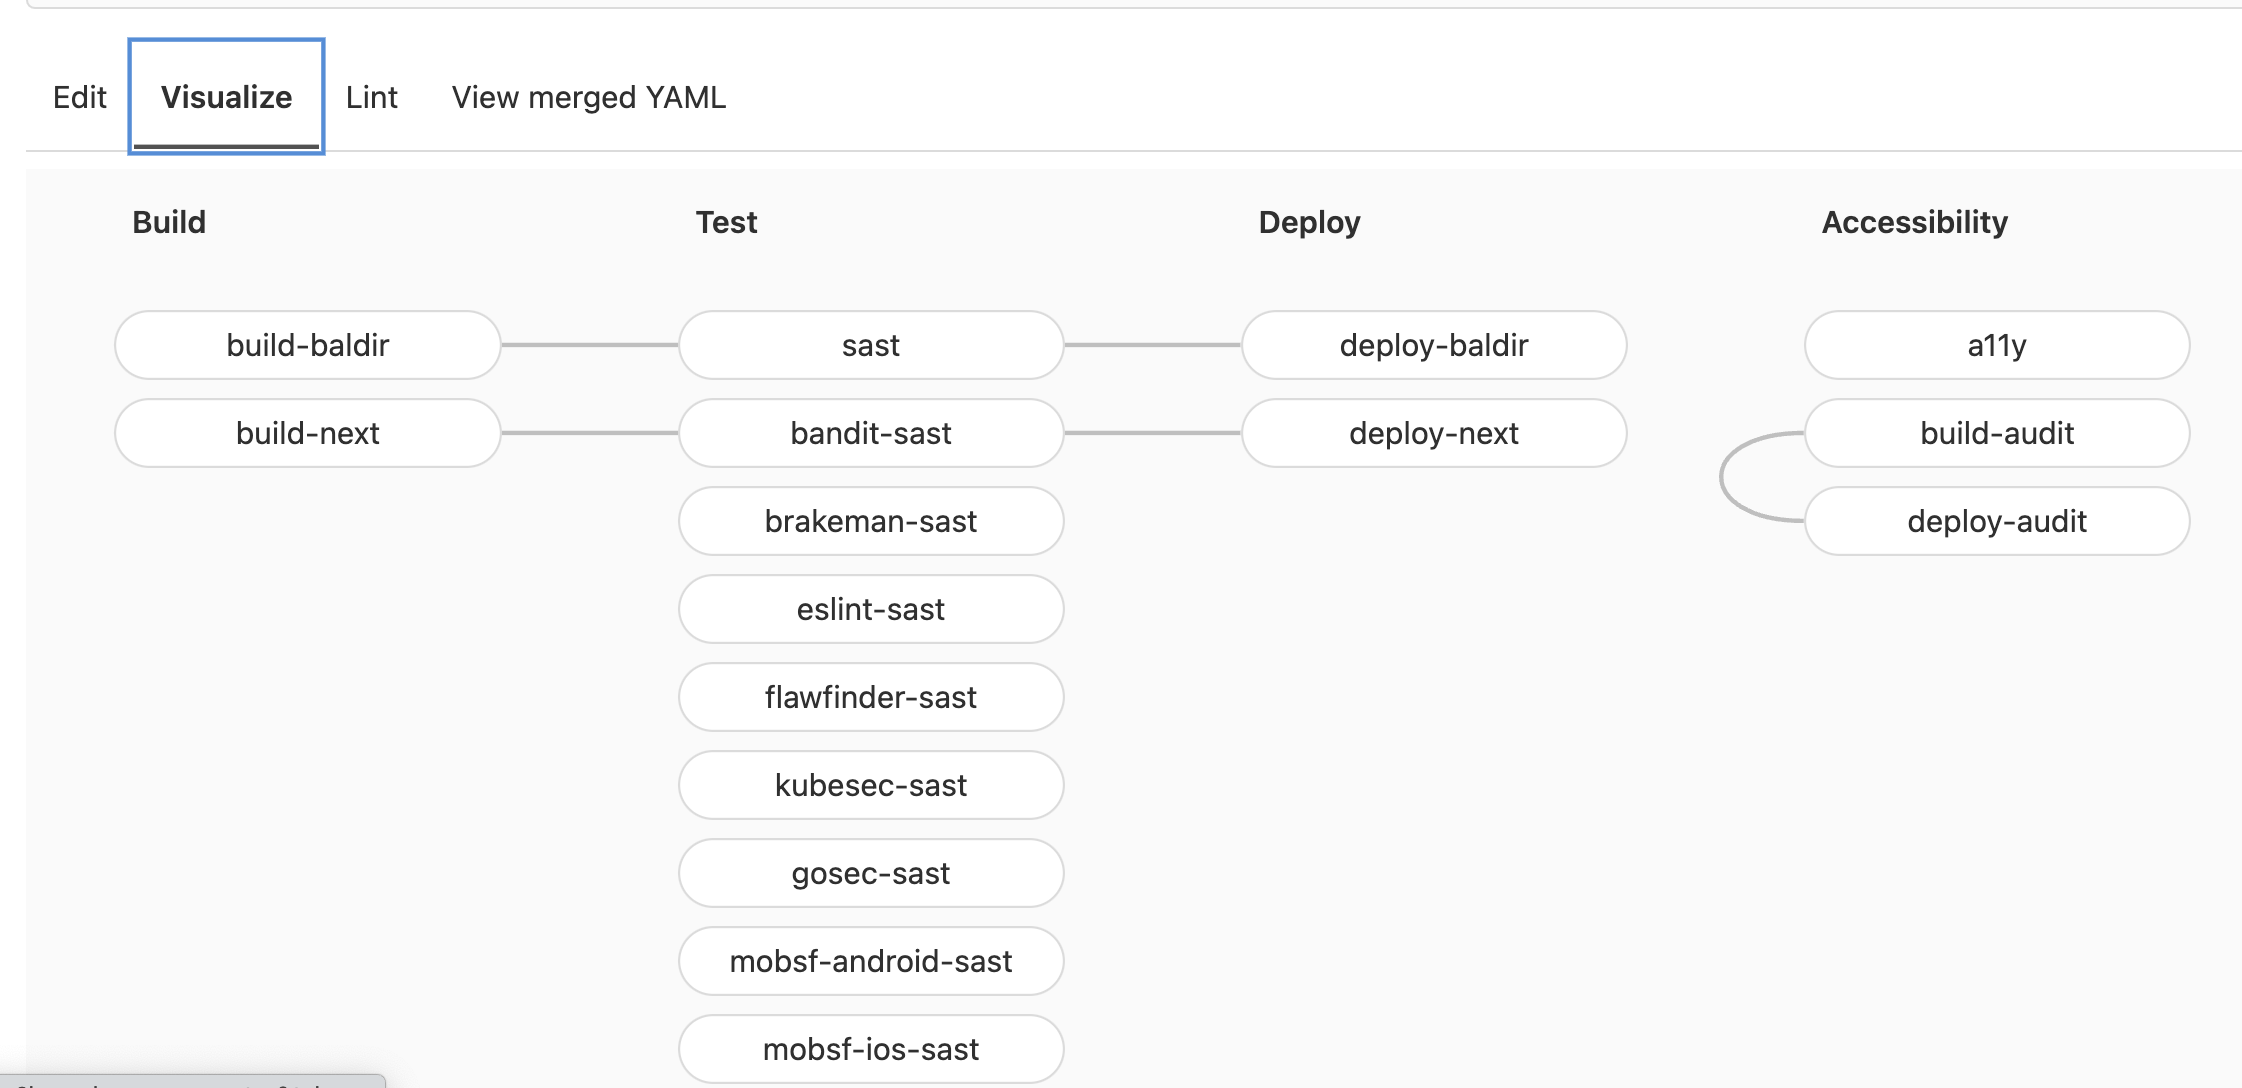 Edit Visualize Lint View merged YAML
Build Test Deploy Accessibility
build-baldir sast deploy-baldir a11y
build-next bandit-sast deploy-next build-audit
brakeman-sast deploy-audit
eslint-sast
flawfinder-sast
kubesec-sast
gosec-sast
mobsf-android-sast
mobsf-ios-sast